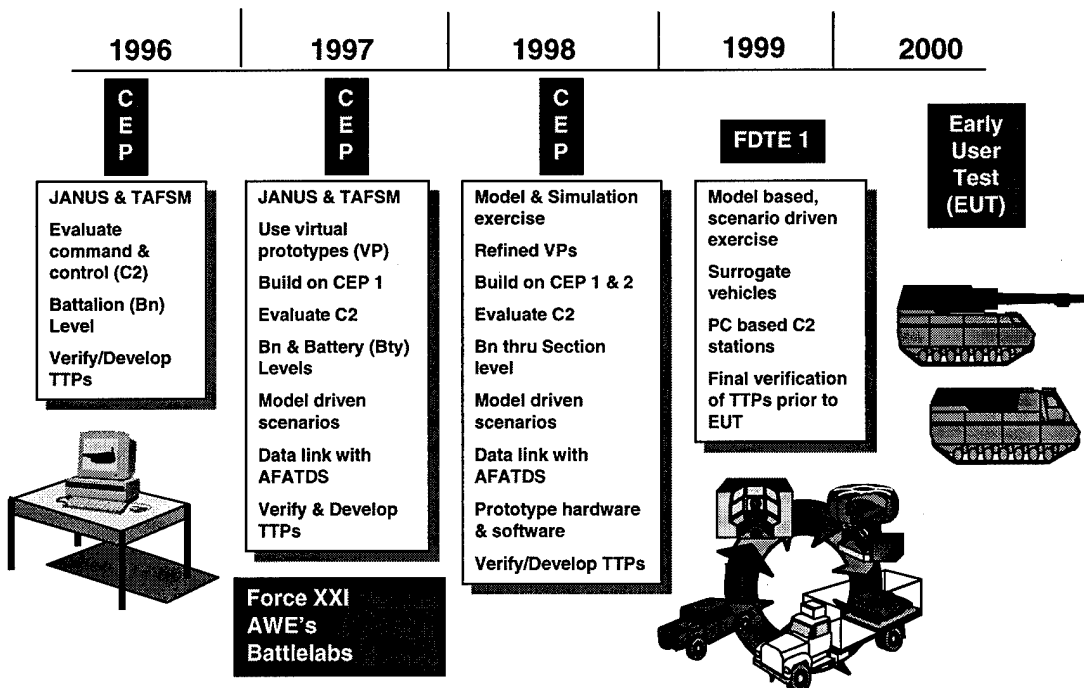 1996
1997
1998
1999
2000
C
E
P
JANUS & TAFSM
Evaluate
command &
control (C2)
Battalion (Bn)
Level
Verify/Develop
TTPs
C
E
P
JANUS & TAFSM
Use virtual
prototypes (VP)
Build on CEP 1
Evaluate C2
Bn & Battery (Bty)
Levels
Model driven
scenarios
Data link with
AFATDS
Verify & Develop
TTPs
Force XXI
AWE's
Battlelabs
C
E
P
Model & Simulation
exercise
Refined VPs
Build on CEP 1 & 2
Evaluate C2
Bn thru Section
level
Model driven
scenarios
Data link with
AFATDS
Prototype hardware
& software
Verify/Develop TTPs
FDTE 1
Model based,
scenario driven
exercise
Surrogate
vehicles
PC based C2
stations
Final verification
of TTPs prior to
EUT
Early
User
Test
(EUT)